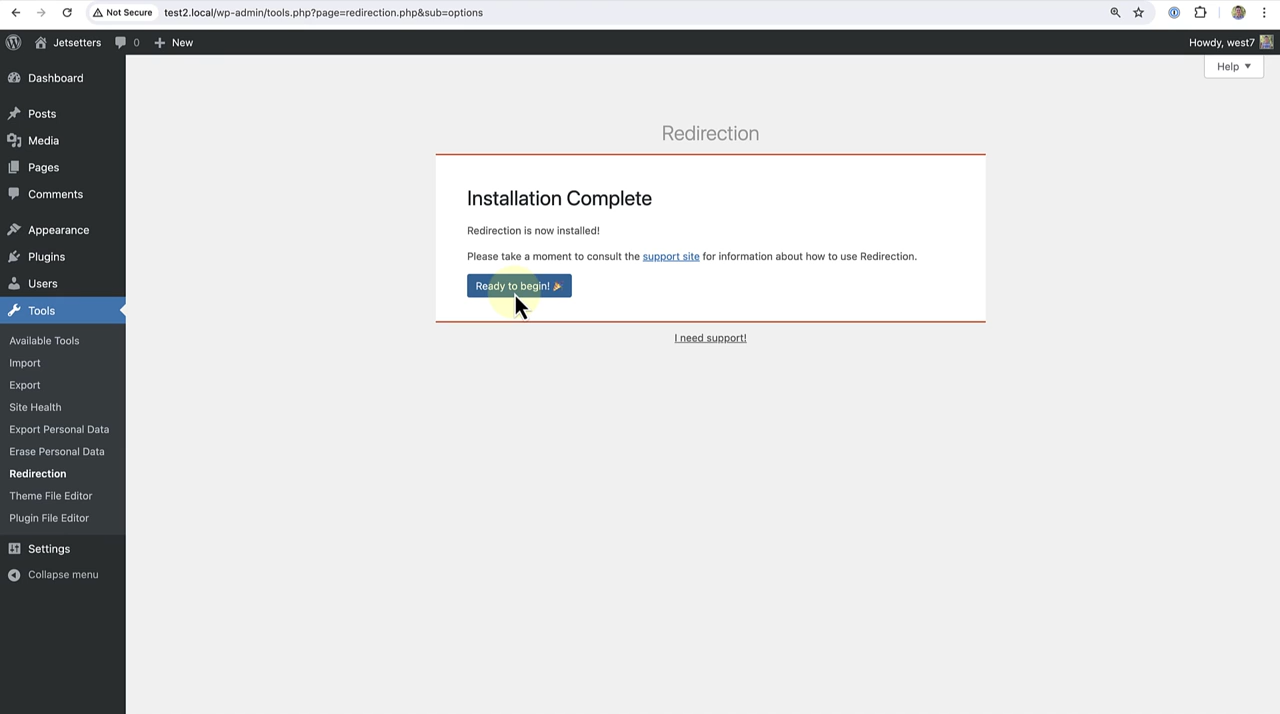 Not Secure test2.local/wp-admin/tools.php?page=redirection.php&sub=options
Jetsetters 0 New Howdy, west7
Help
Dashboard
Posts
Media
Pages
Comments
Appearance
Plugins
Users
Tools
Available Tools
Import
Export
Site Health
Export Personal Data
Erase Personal Data
Redirection
Theme File Editor
Plugin File Editor
Settings
Collapse menu
Redirection
Installation Complete
Redirection is now installed!
Please take a moment to consult the support site for information about how to use Redirection.
Ready to begin! 🎉
I need support!